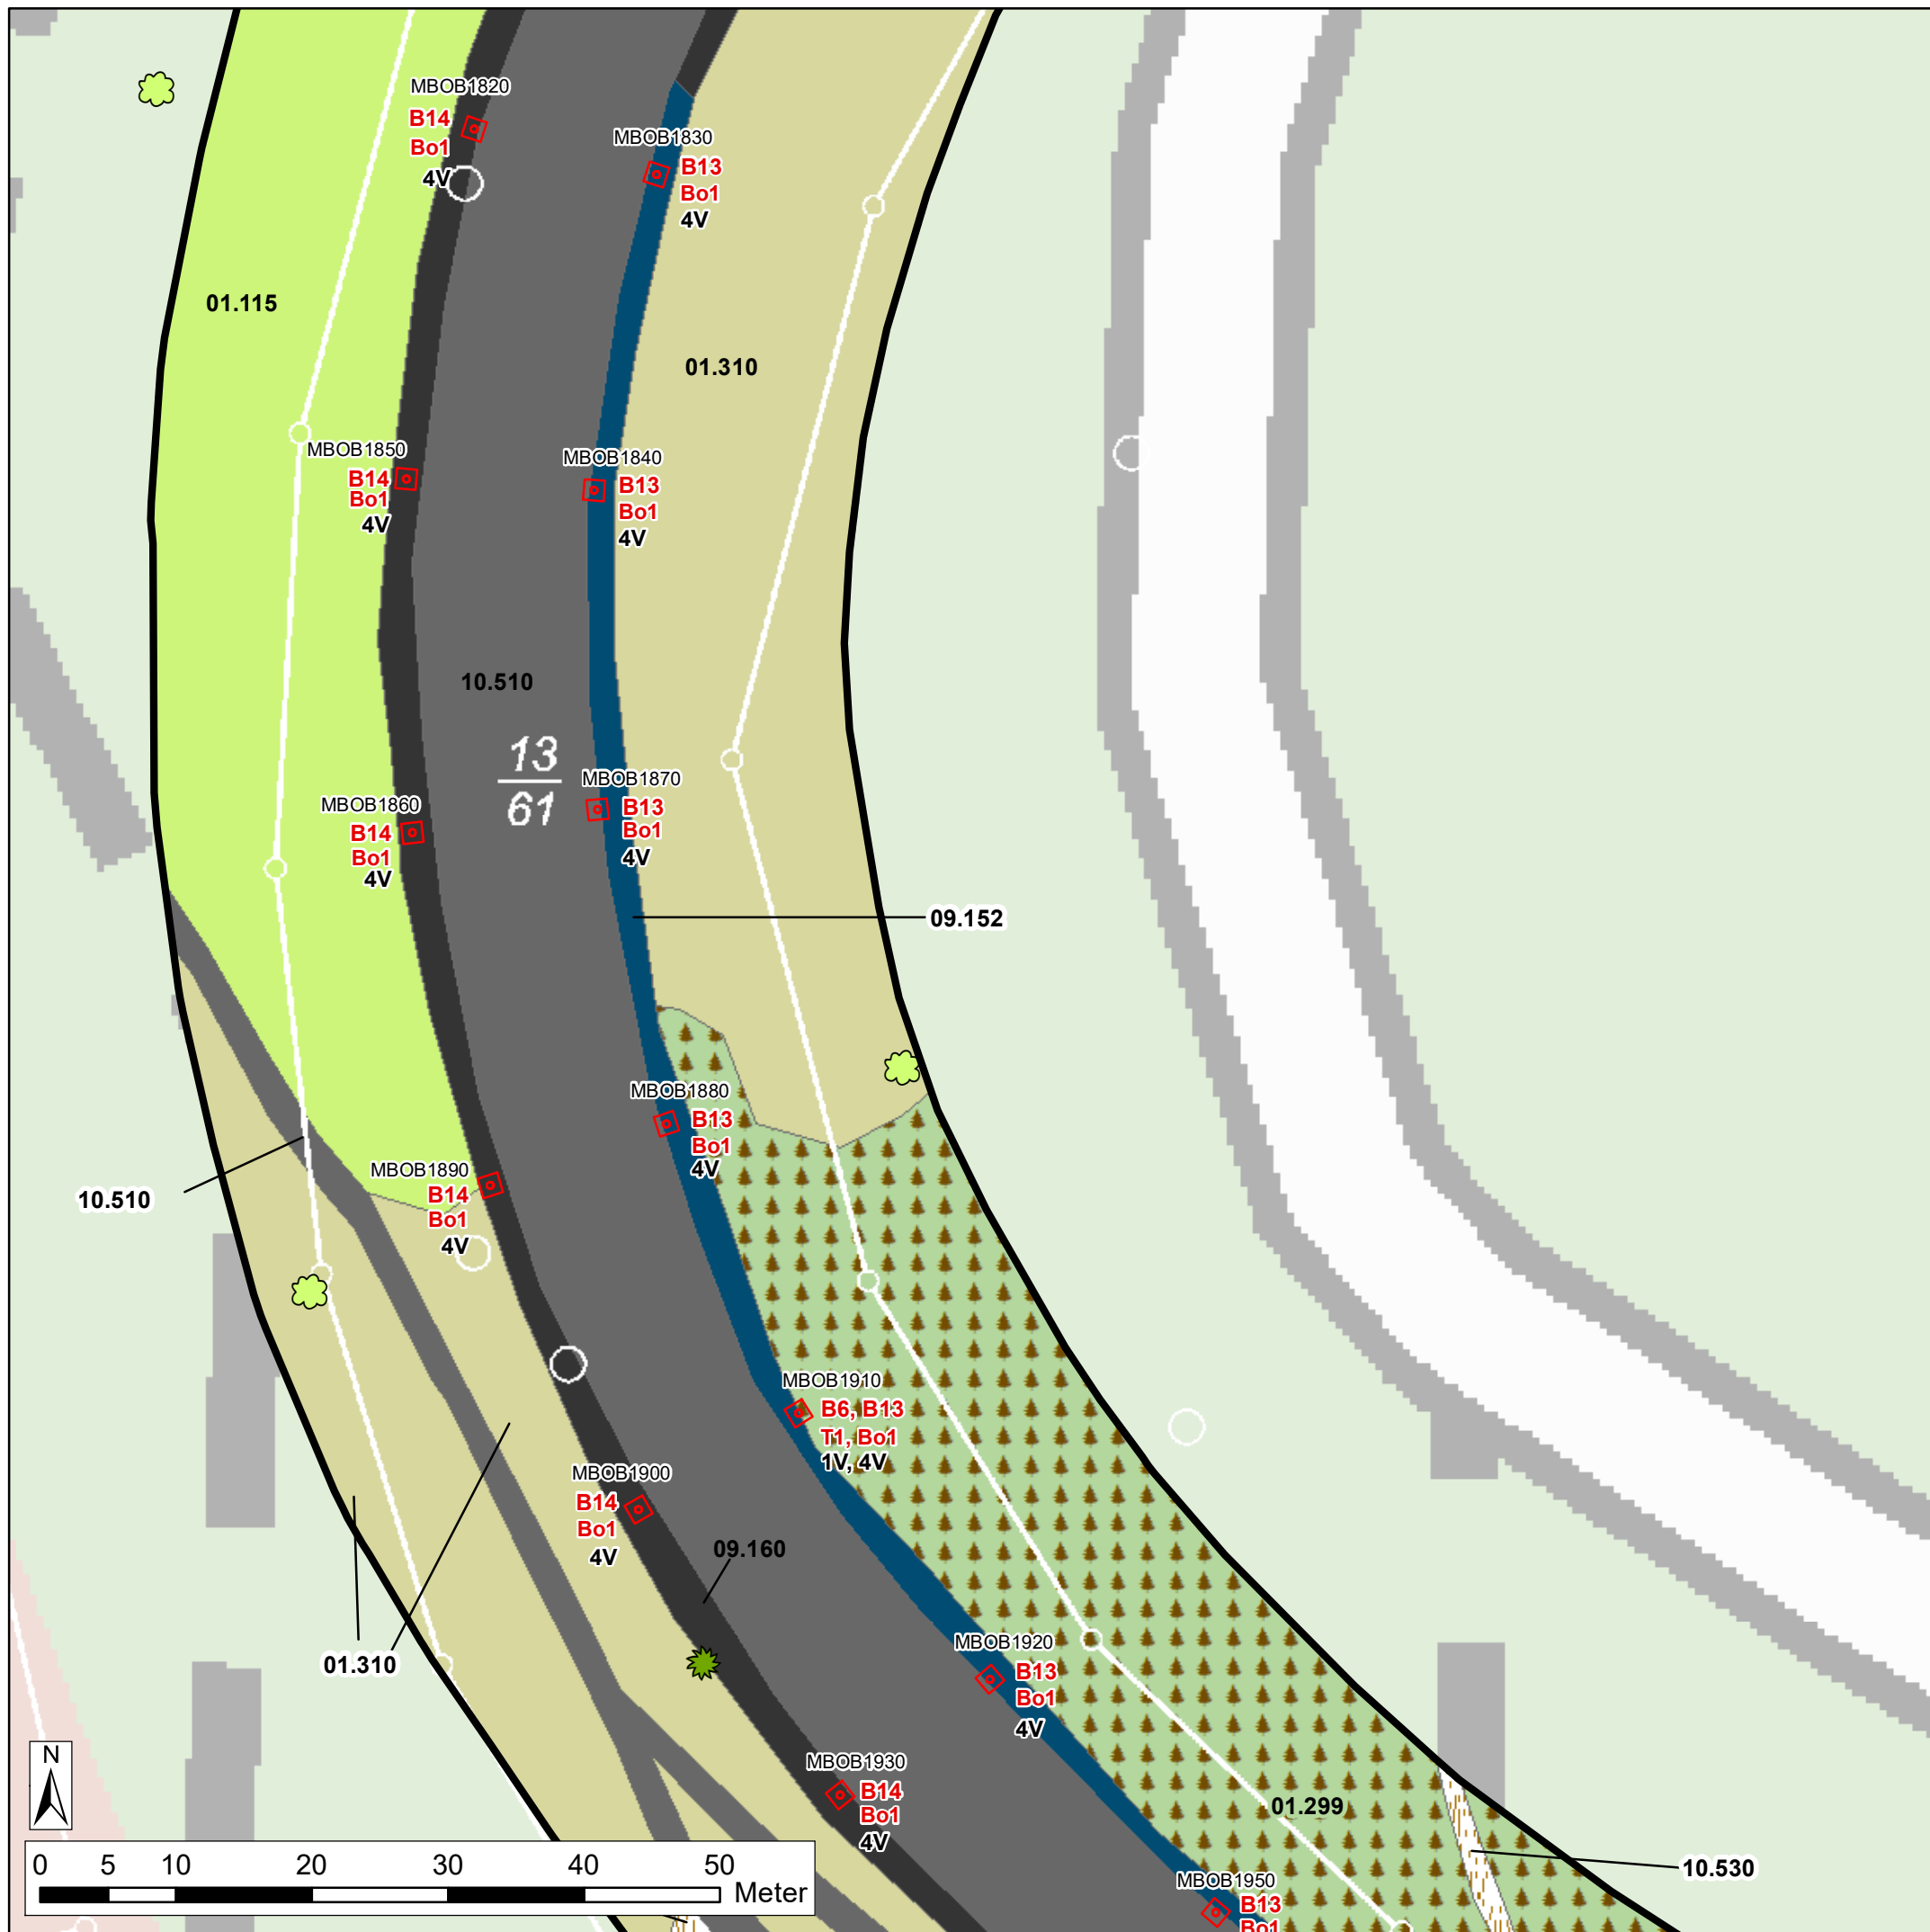 MBOB1820
B14
Bo1
4V
MBOB1830
B13
Bo1
4V
01.115
01.310
MBOB1850
B14
Bo1
4V
MBOB1840
B13
Bo1
4V
10.510
13
61
MBOB1870
B13
Bo1
4V
MBOB1860
B14
Bo1
4V
09.152
MBOB1880
B13
Bo1
4V
MBOB1890
B14
Bo1
4V
10.510
MBOB1910
B6, B13
T1, Bo1
1V, 4V
MBOB1900
B14
Bo1
4V
09.160
01.310
MBOB1920
B13
Bo1
4V
MBOB1930
B14
Bo1
4V
01.299
10.530
MBOB1950
B13
Bo1
N
0 5 10 20 30 40 50
Meter